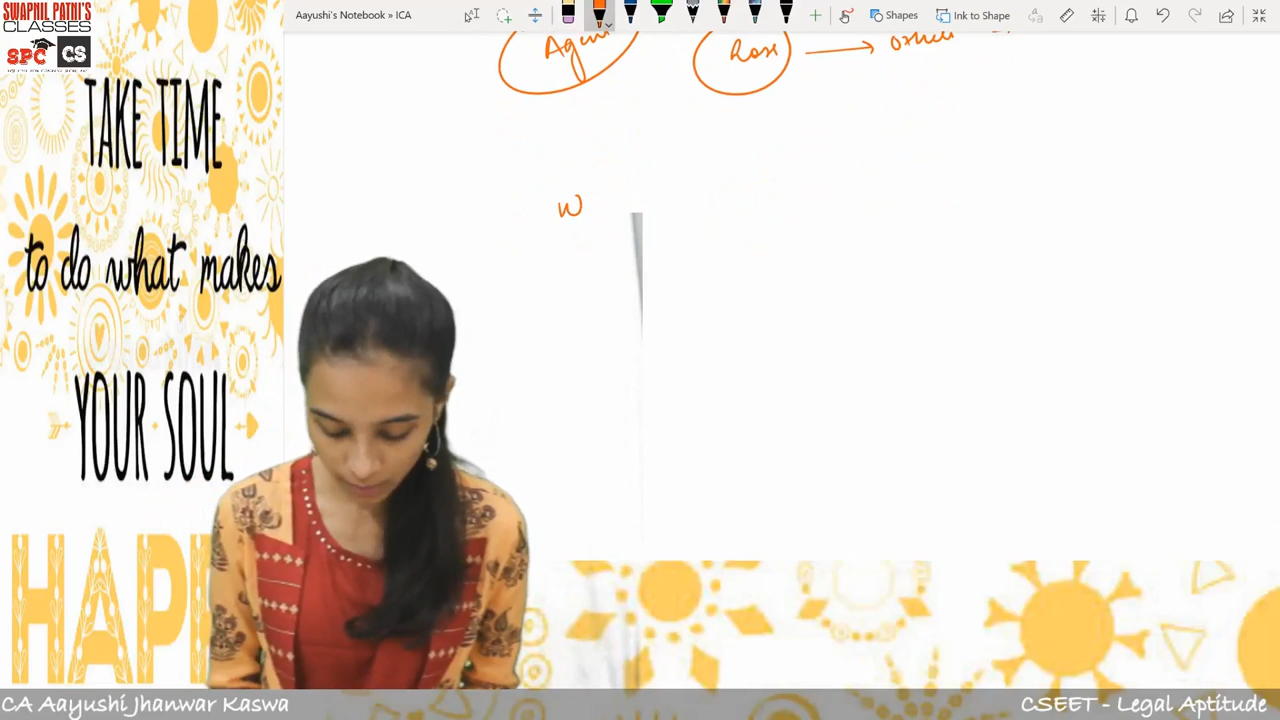 SWAPNIL PATNI'S
CLASSES
SPC CS
Aayushi's Notebook » ICA
Shapes
Ink to Shape
TAKE TIME
to do what makes
YOUR SOUL
HAP
W
CA Aayushi Jhanwar Kaswa
CSEET - Legal Aptitude